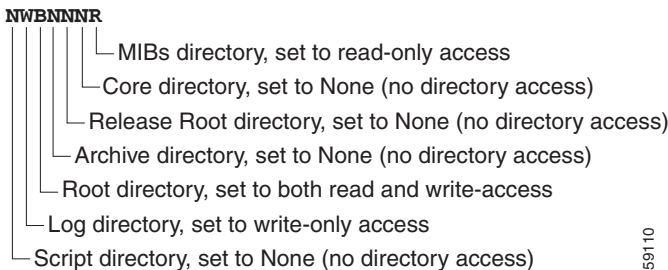 NWBNNNR
MIBs directory, set to read-only access
Core directory, set to None (no directory access)
Release Root directory, set to None (no directory access)
Archive directory, set to None (no directory access)
Root directory, set to both read and write-access
Log directory, set to write-only access
Script directory, set to None (no directory access)
59110